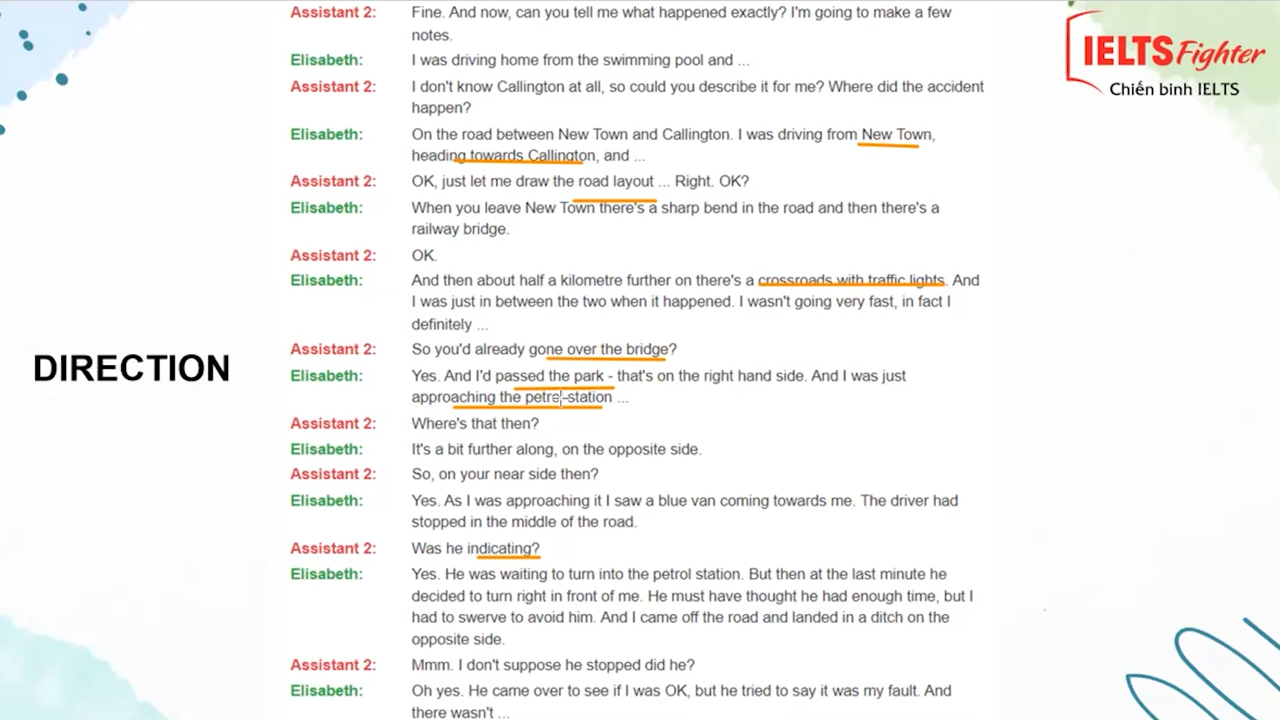 Assistant 2: Fine. And now, can you tell me what happened exactly? I'm going to make a few
notes.
Elisabeth: I was driving home from the swimming pool and ...
Assistant 2: I don't know Callington at all, so could you describe it for me? Where did the accident
happen?
Elisabeth: On the road between New Town and Callington. I was driving from New Town,
heading towards Callington, and ...
Assistant 2: OK, just let me draw the road layout ... Right. OK?
Elisabeth: When you leave New Town there's a sharp bend in the road and then there's a
railway bridge.
Assistant 2: OK.
Elisabeth: And then about half a kilometre further on there's a crossroads with traffic lights. And
I was just in between the two when it happened. I wasn't going very fast, in fact I
definitely ...
Assistant 2: So you'd already gone over the bridge?
Elisabeth: Yes. And I'd passed the park - that's on the right hand side. And I was just
approaching the petrol station ...
Assistant 2: Where's that then?
Elisabeth: It's a bit further along, on the opposite side.
Assistant 2: So, on your near side then?
Elisabeth: Yes. As I was approaching it I saw a blue van coming towards me. The driver had
stopped in the middle of the road.
Assistant 2: Was he indicating?
Elisabeth: Yes. He was waiting to turn into the petrol station. But then at the last minute he
decided to turn right in front of me. He must have thought he had enough time, but I
had to swerve to avoid him. And I came off the road and landed in a ditch on the
opposite side.
Assistant 2: Mmm. I don't suppose he stopped did he?
Elisabeth: Oh yes. He came over to see if I was OK, but he tried to say it was my fault. And
there wasn't ...
DIRECTION
IELTS Fighter
Chiến binh IELTS